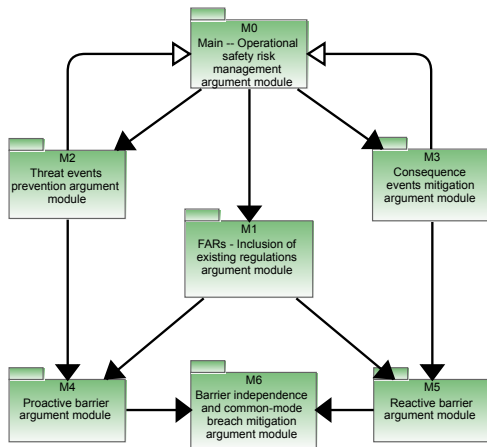 M0
Main -- Operational
safety risk
management
argument module
M2
Threat events
prevention argument
module
M3
Consequence
events mitigation
argument module
M1
FARs - Inclusion of
existing regulations
argument module
M4
Proactive barrier
argument module
M6
Barrier independence
and common-mode
breach mitigation
argument module
M5
Reactive barrier
argument module